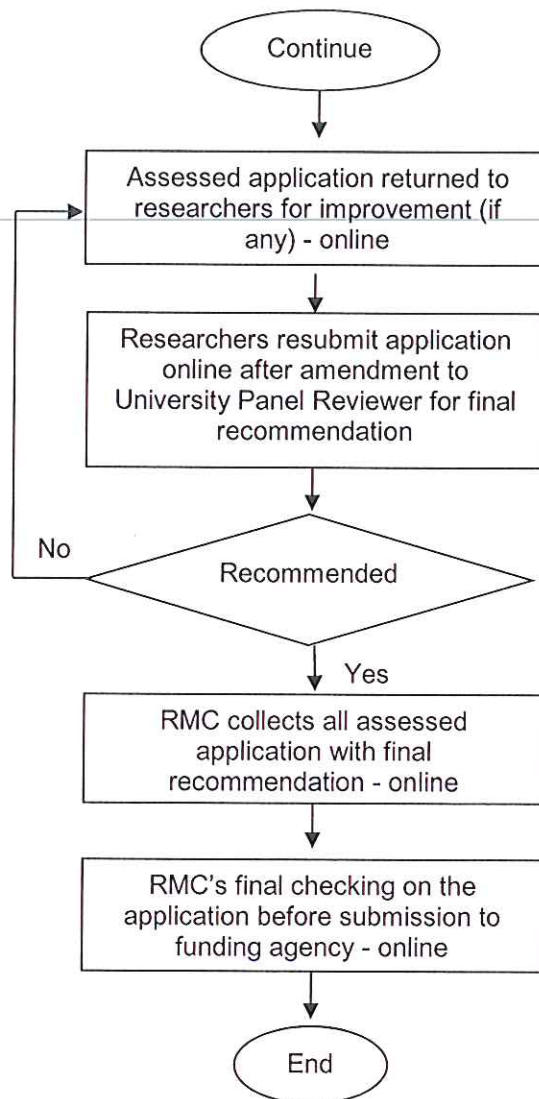 Continue
Assessed application returned to
researchers for improvement (if
any) - online
Researchers resubmit application
online after amendment to
University Panel Reviewer for final
recommendation
No
Recommended
Yes
RMC collects all assessed
application with final
recommendation - online
RMC's final checking on the
application before submission to
funding agency - online
End